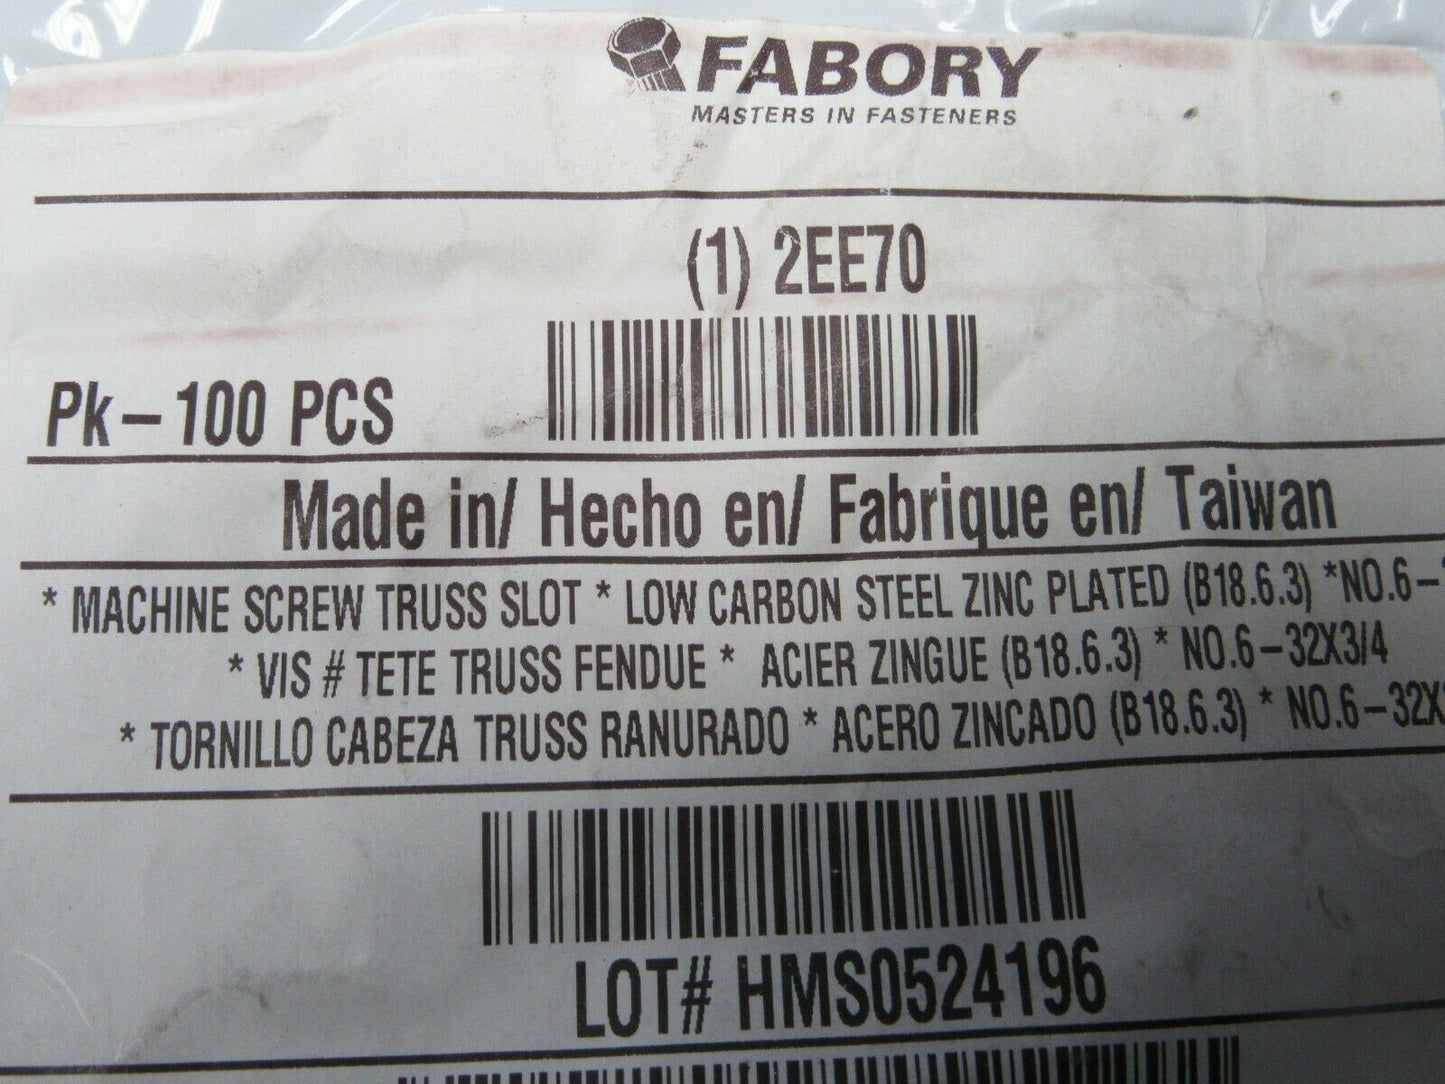 FABORY
MASTERS IN FASTENERS
(1) 2EE70
Pk-100 PCS
Made in/ Hecho en/ Fabrique en/ Taiwan
* MACHINE SCREW TRUSS SLOT * LOW CARBON STEEL ZINC PLATED (B18.6.3) *NO.6-
* VIS # TETE TRUSS FENDUE * ACIER ZINGUE (B18.6.3) * NO.6-32X3/4
* TORNILLO CABEZA TRUSS RANURADO * ACERO ZINCADO (B18.6.3) * NO.6-32X
LOT# HMS0524196